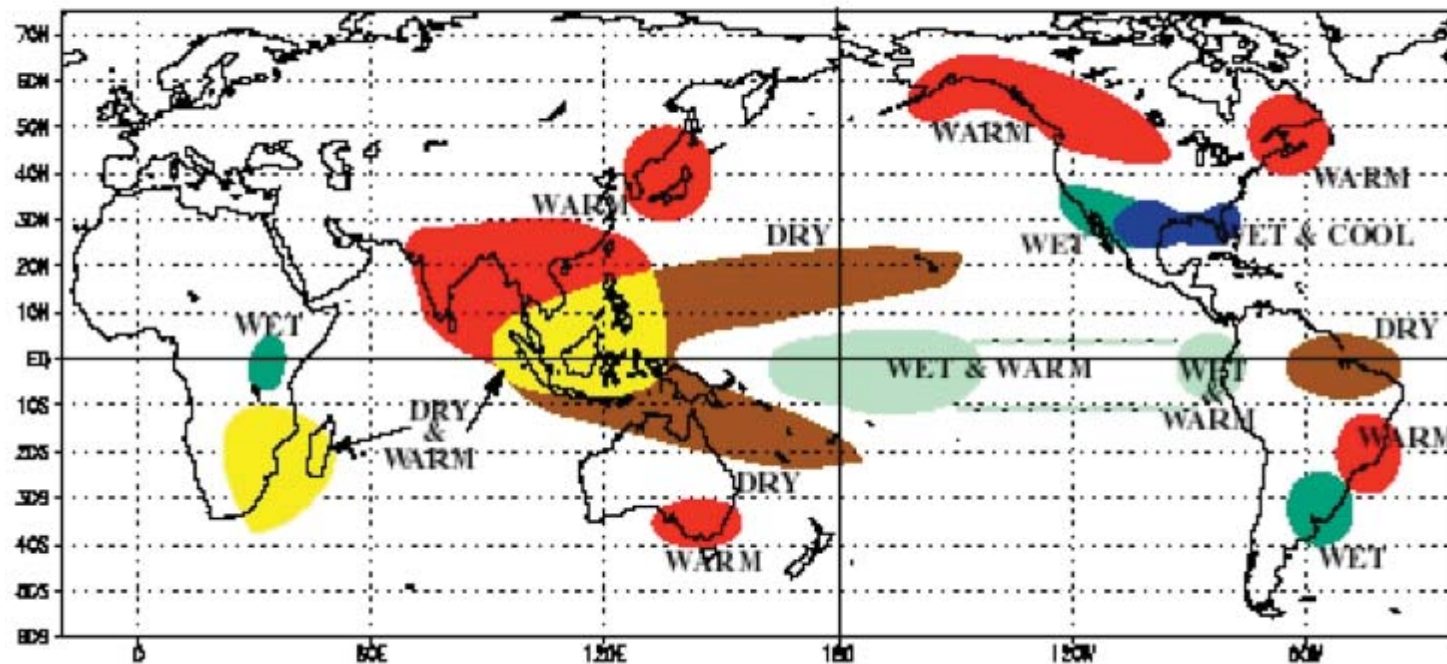 70N
60N
50N
40N
30N
20N
10N
EQ
10S
20S
30S
40S
50S
60S
WARM
WARM
WARM
DRY
WET
WET & COOL
WET
DRY
WET & WARM
WET
&
WARM
DRY
&
WARM
WARM
DRY
WARM
WET
0
60E
120E
180
120W
60W